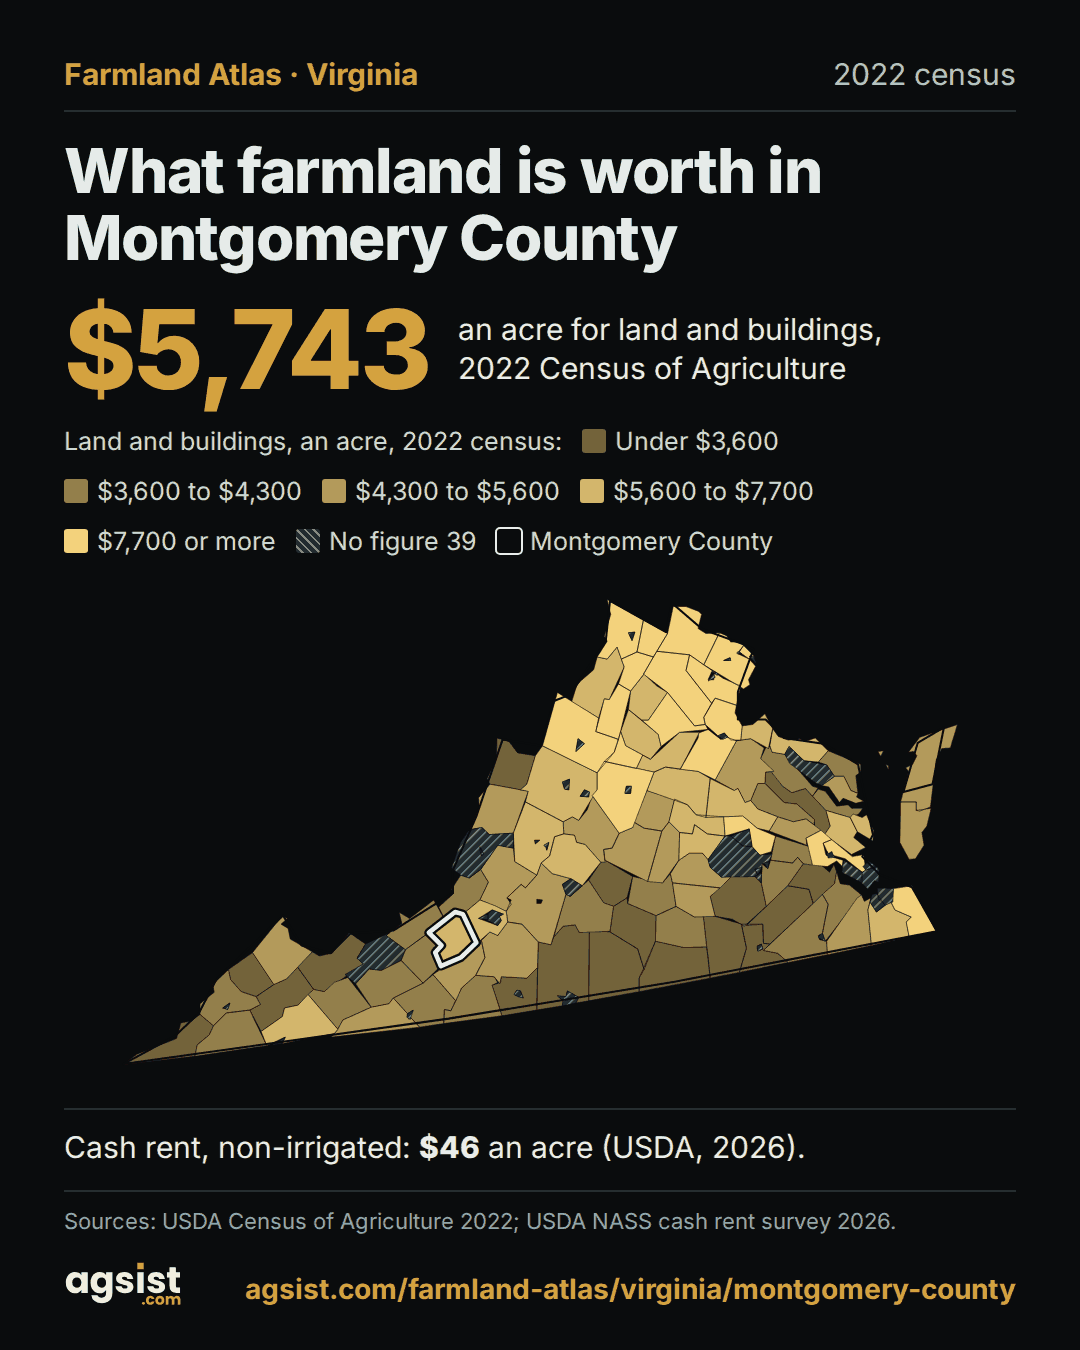 Farmland Atlas · Virginia
2022 census
What farmland is worth in
Montgomery County
$5,743
an acre for land and buildings,
2022 Census of Agriculture
Land and buildings, an acre, 2022 census: Under $3,600
$3,600 to $4,300 $4,300 to $5,600 $5,600 to $7,700
$7,700 or more No figure 39 Montgomery County
Cash rent, non-irrigated: $46 an acre (USDA, 2026).
Sources: USDA Census of Agriculture 2022; USDA NASS cash rent survey 2026.
agsist
.com
agsist.com/farmland-atlas/virginia/montgomery-county